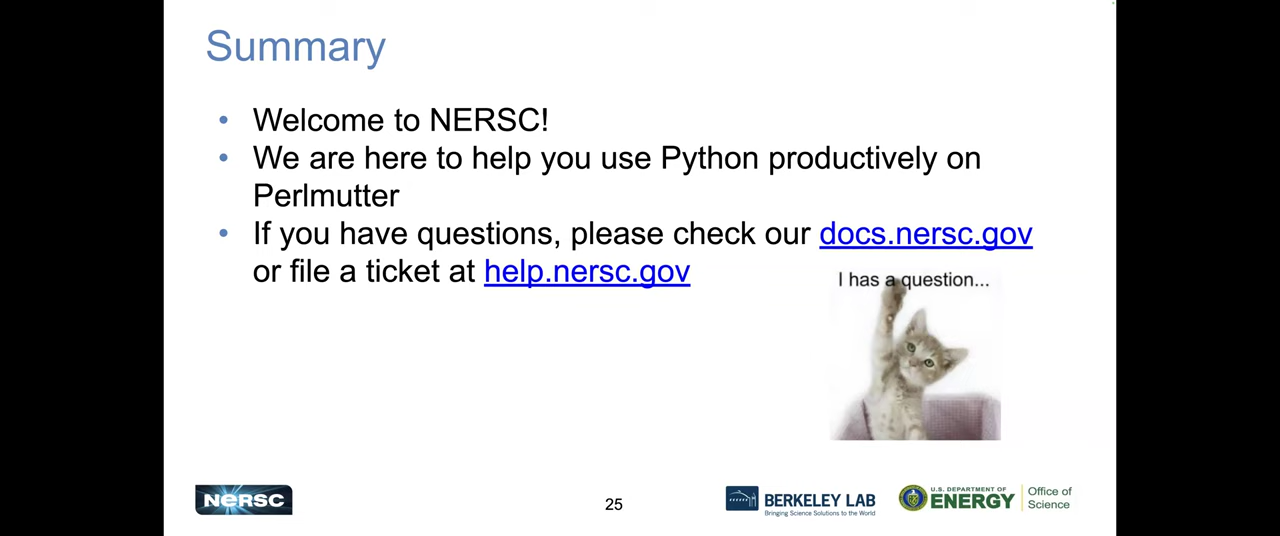 Summary
• Welcome to NERSC!
• We are here to help you use Python productively on
Perlmutter
• If you have questions, please check our docs.nersc.gov
or file a ticket at help.nersc.gov
I has a question...
NERSC
25
BERKELEY LAB
Bringing Science Solutions to the World
U.S. DEPARTMENT OF
ENERGY
Office of
Science